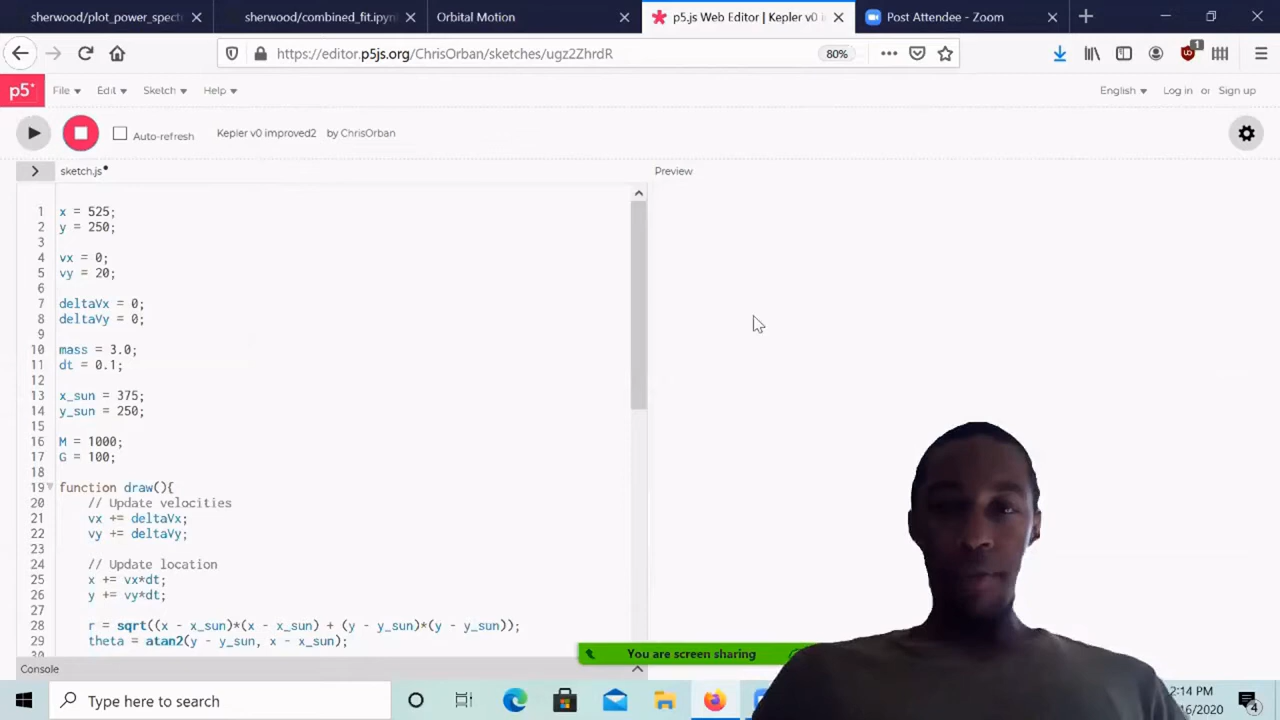 sherwood/plot_power_spect
sherwood/combined_fit.ipyn
Orbital Motion
p5.js Web Editor | Kepler v0 i
Post Attendee - Zoom
https://editor.p5js.org/ChrisOrban/sketches/ugz2ZhrdR
80%
1
p5*
File
Edit
Sketch
Help
English
Log in or Sign up
Auto-refresh
Kepler v0 improved2 by ChrisOrban
sketch.js
Preview
1 x = 525;
2 y = 250;
3
4 vx = 0;
5 vy = 20;
6
7 deltaVx = 0;
8 deltaVy = 0;
9
10 mass = 3.0;
11 dt = 0.1;
12
13 x_sun = 375;
14 y_sun = 250;
15
16 M = 1000;
17 G = 100;
18
19 function draw(){
20 // Update velocities
21 vx += deltaVx;
22 vy += deltaVy;
23
24 // Update location
25 x += vx*dt;
26 y += vy*dt;
27
28 r = sqrt((x - x_sun)*(x - x_sun) + (y - y_sun)*(y - y_sun));
29 theta = atan2(y - y_sun, x - x_sun);
30
You are screen sharing
Console
Type here to search
2:14 PM
16/2020
4